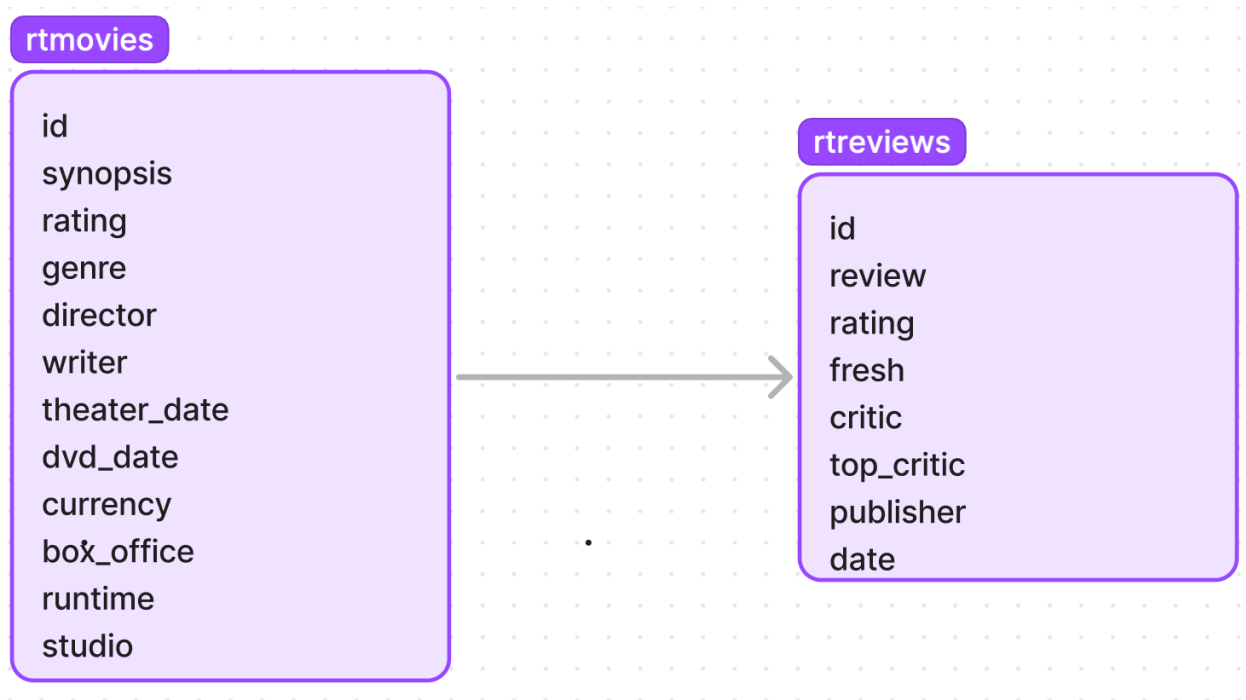 rtmovies
id
synopsis
rating
genre
director
writer
theater_date
dvd_date
currency
box_office
runtime
studio
rtreviews
id
review
rating
fresh
critic
top_critic
publisher
date